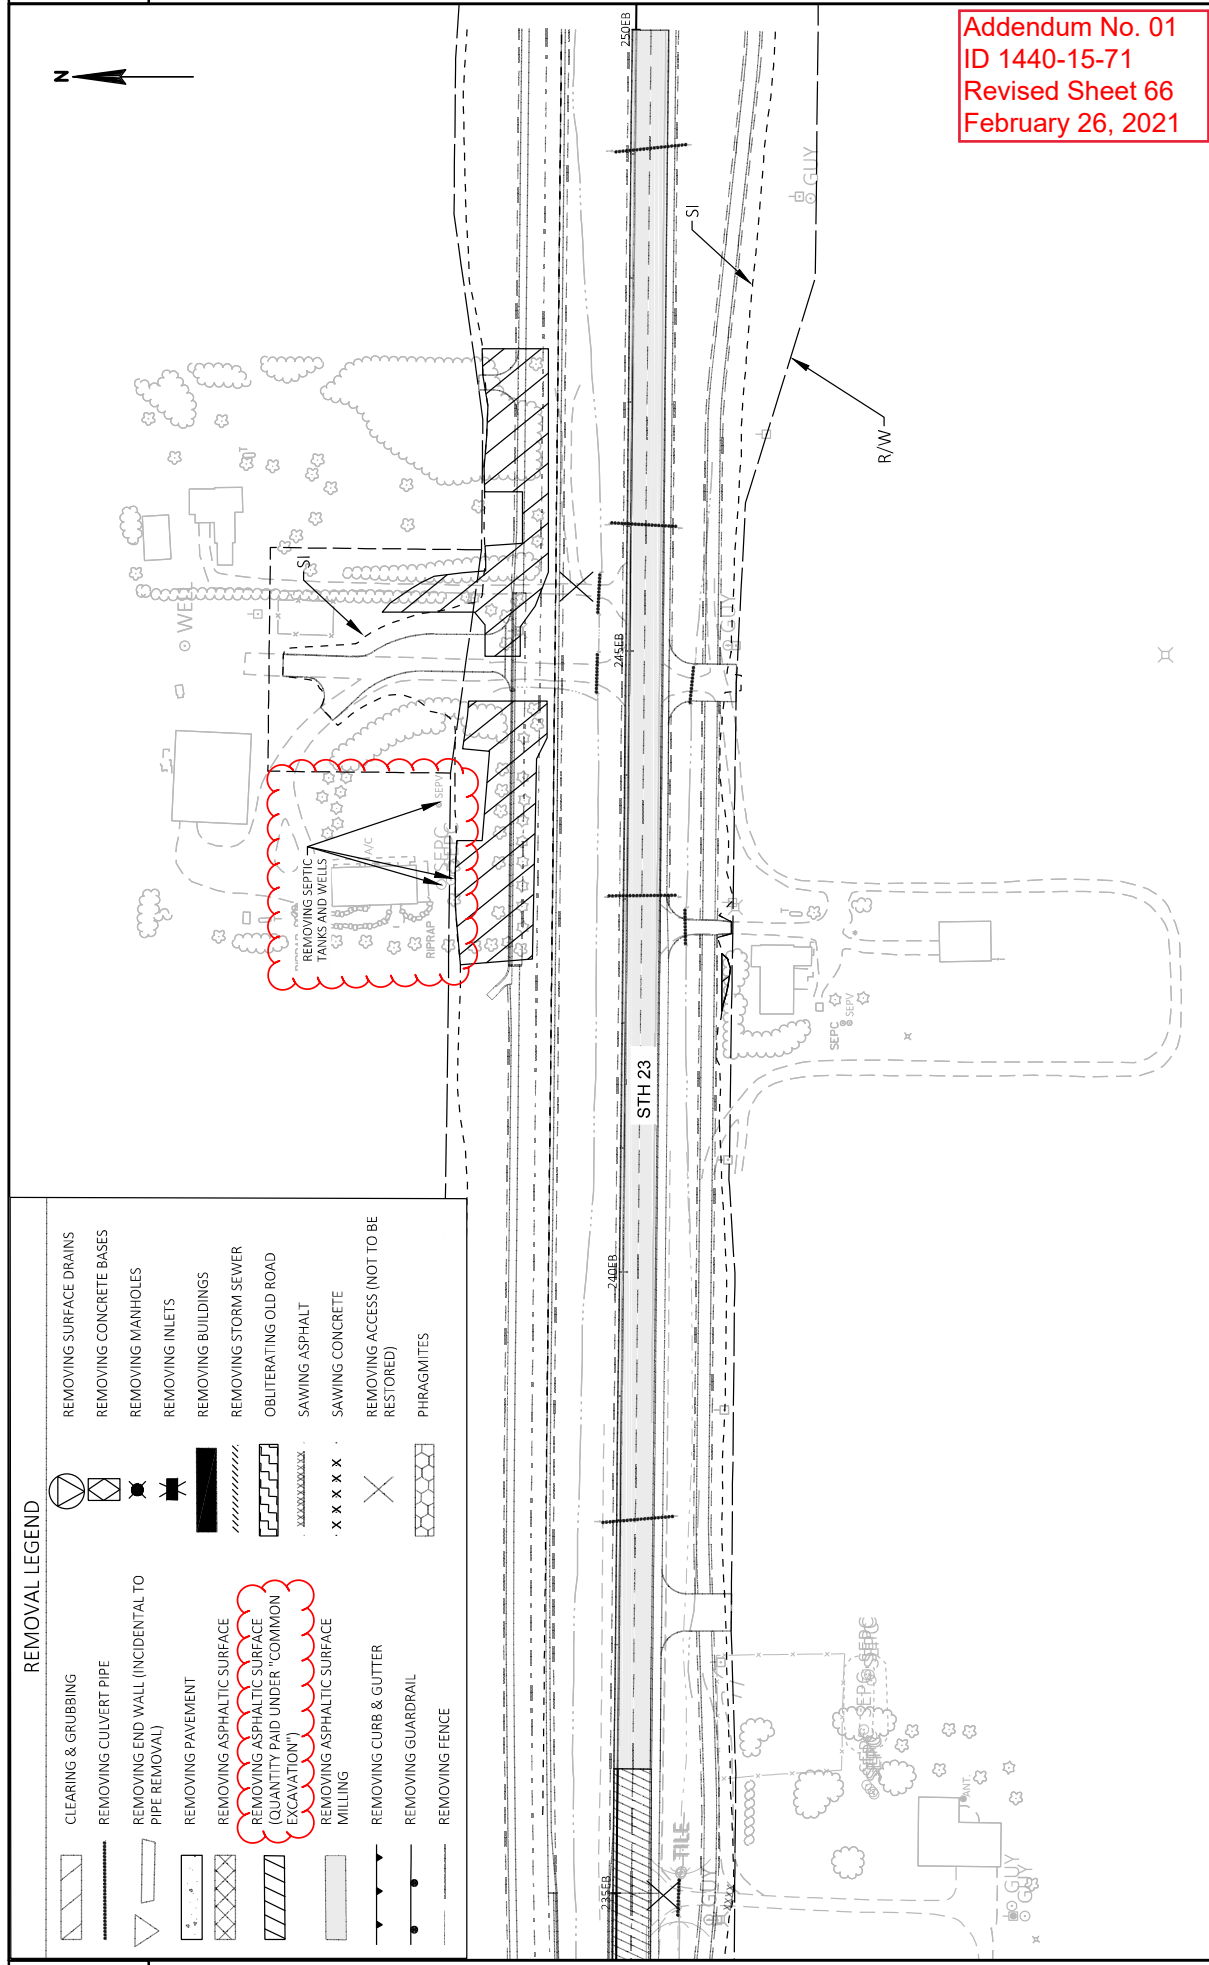 Addendum No. 01
ID 1440-15-71
Revised Sheet 66
February 26, 2021
N
REMOVAL LEGEND
CLEARING & GRUBBING
REMOVING CULVERT PIPE
REMOVING END WALL (INCIDENTAL TO
PIPE REMOVAL)
REMOVING PAVEMENT
REMOVING ASPHALTIC SURFACE
REMOVING ASPHALTIC SURFACE
(QUANTITY PAID UNDER "COMMON
EXCAVATION")
REMOVING ASPHALTIC SURFACE
MILLING
REMOVING CURB & GUTTER
REMOVING GUARDRAIL
REMOVING FENCE
REMOVING SURFACE DRAINS
REMOVING CONCRETE BASES
REMOVING MANHOLES
REMOVING INLETS
REMOVING BUILDINGS
REMOVING STORM SEWER
OBLITERATING OLD ROAD
SAWING ASPHALT
SAWING CONCRETE
REMOVING ACCESS (NOT TO BE
RESTORED)
PHRAGMITES
REMOVING SEPTIC
TANKS AND WELLS
A/C
SEPV
SEPC
RIPRAP
SI
235EB
240EB
245EB
250EB
STH 23
SI
R/W
GUY
GUY
SEPC
SEPV
TILE
GUY
ANT
GUY
SEPC